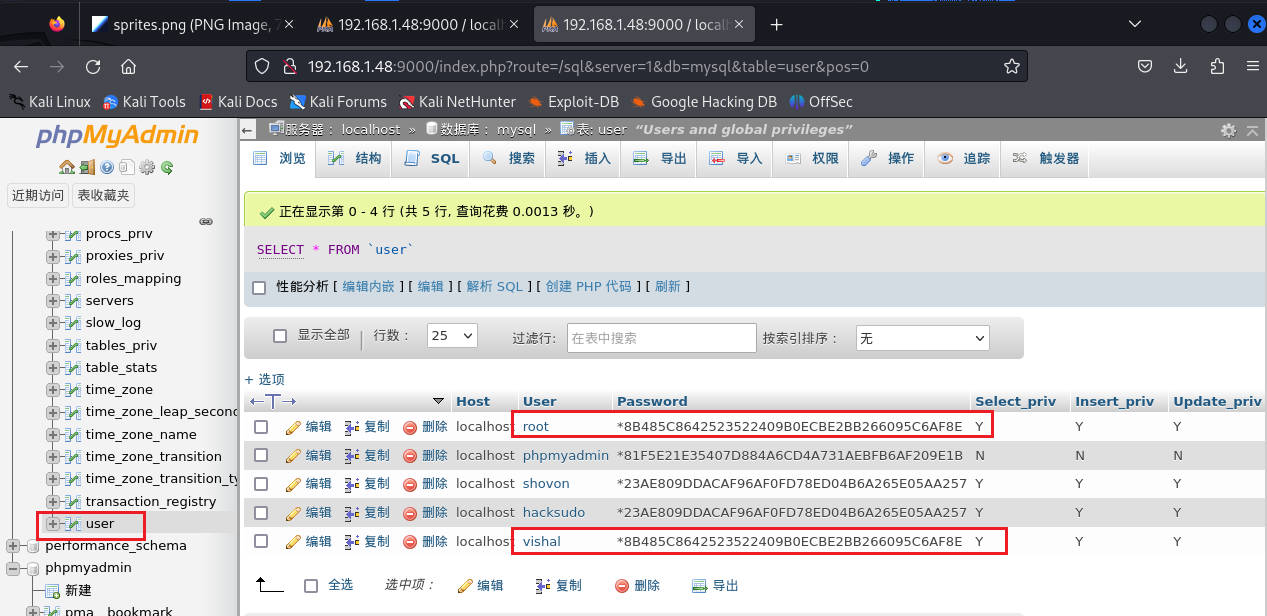 sprites.png (PNG Image, 7
192.168.1.48:9000 / local
192.168.1.48:9000 / local
192.168.1.48:9000/index.php?route=/sql&server=1&db=mysql&table=user&pos=0
Kali Linux Kali Tools Kali Docs Kali Forums Kali NetHunter Exploit-DB Google Hacking DB OffSec
phpMyAdmin
近期访问 表收藏夹
procs_priv
proxies_priv
roles_mapping
servers
slow_log
tables_priv
table_stats
time_zone
time_zone_leap_second
time_zone_name
time_zone_transition
time_zone_transition_ty
transaction_registry
user
performance_schema
phpmyadmin
新建
pma__bookmark
服务器: localhost » 数据库: mysql » 表: user “Users and global privileges”
浏览 结构 SQL 搜索 插入 导出 导入 权限 操作 追踪 触发器
正在显示第 0 - 4 行 (共 5 行, 查询花费 0.0013 秒。)
SELECT * FROM `user`
性能分析 [ 编辑内嵌 ] [ 编辑 ] [ 解析 SQL ] [ 创建 PHP 代码 ] [ 刷新 ]
显示全部 行数: 25 过滤行: 在表中搜索 按索引排序: 无
+ 选项
←T→ Host User Password Select_priv Insert_priv Update_priv
编辑 复制 删除 localhost root *8B485C8642523522409B0ECBE2BB266095C6AF8E Y Y Y
编辑 复制 删除 localhost phpmyadmin *81F5E21E35407D884A6CD4A731AEBFB6AF209E1B N N N
编辑 复制 删除 localhost shovon *23AE809DDACAF96AF0FD78ED04B6A265E05AA257 Y Y Y
编辑 复制 删除 localhost hacksudo *23AE809DDACAF96AF0FD78ED04B6A265E05AA257 Y Y Y
编辑 复制 删除 localhost vishal *8B485C8642523522409B0ECBE2BB266095C6AF8E Y Y Y
全选 选中项: 编辑 复制 删除 导出